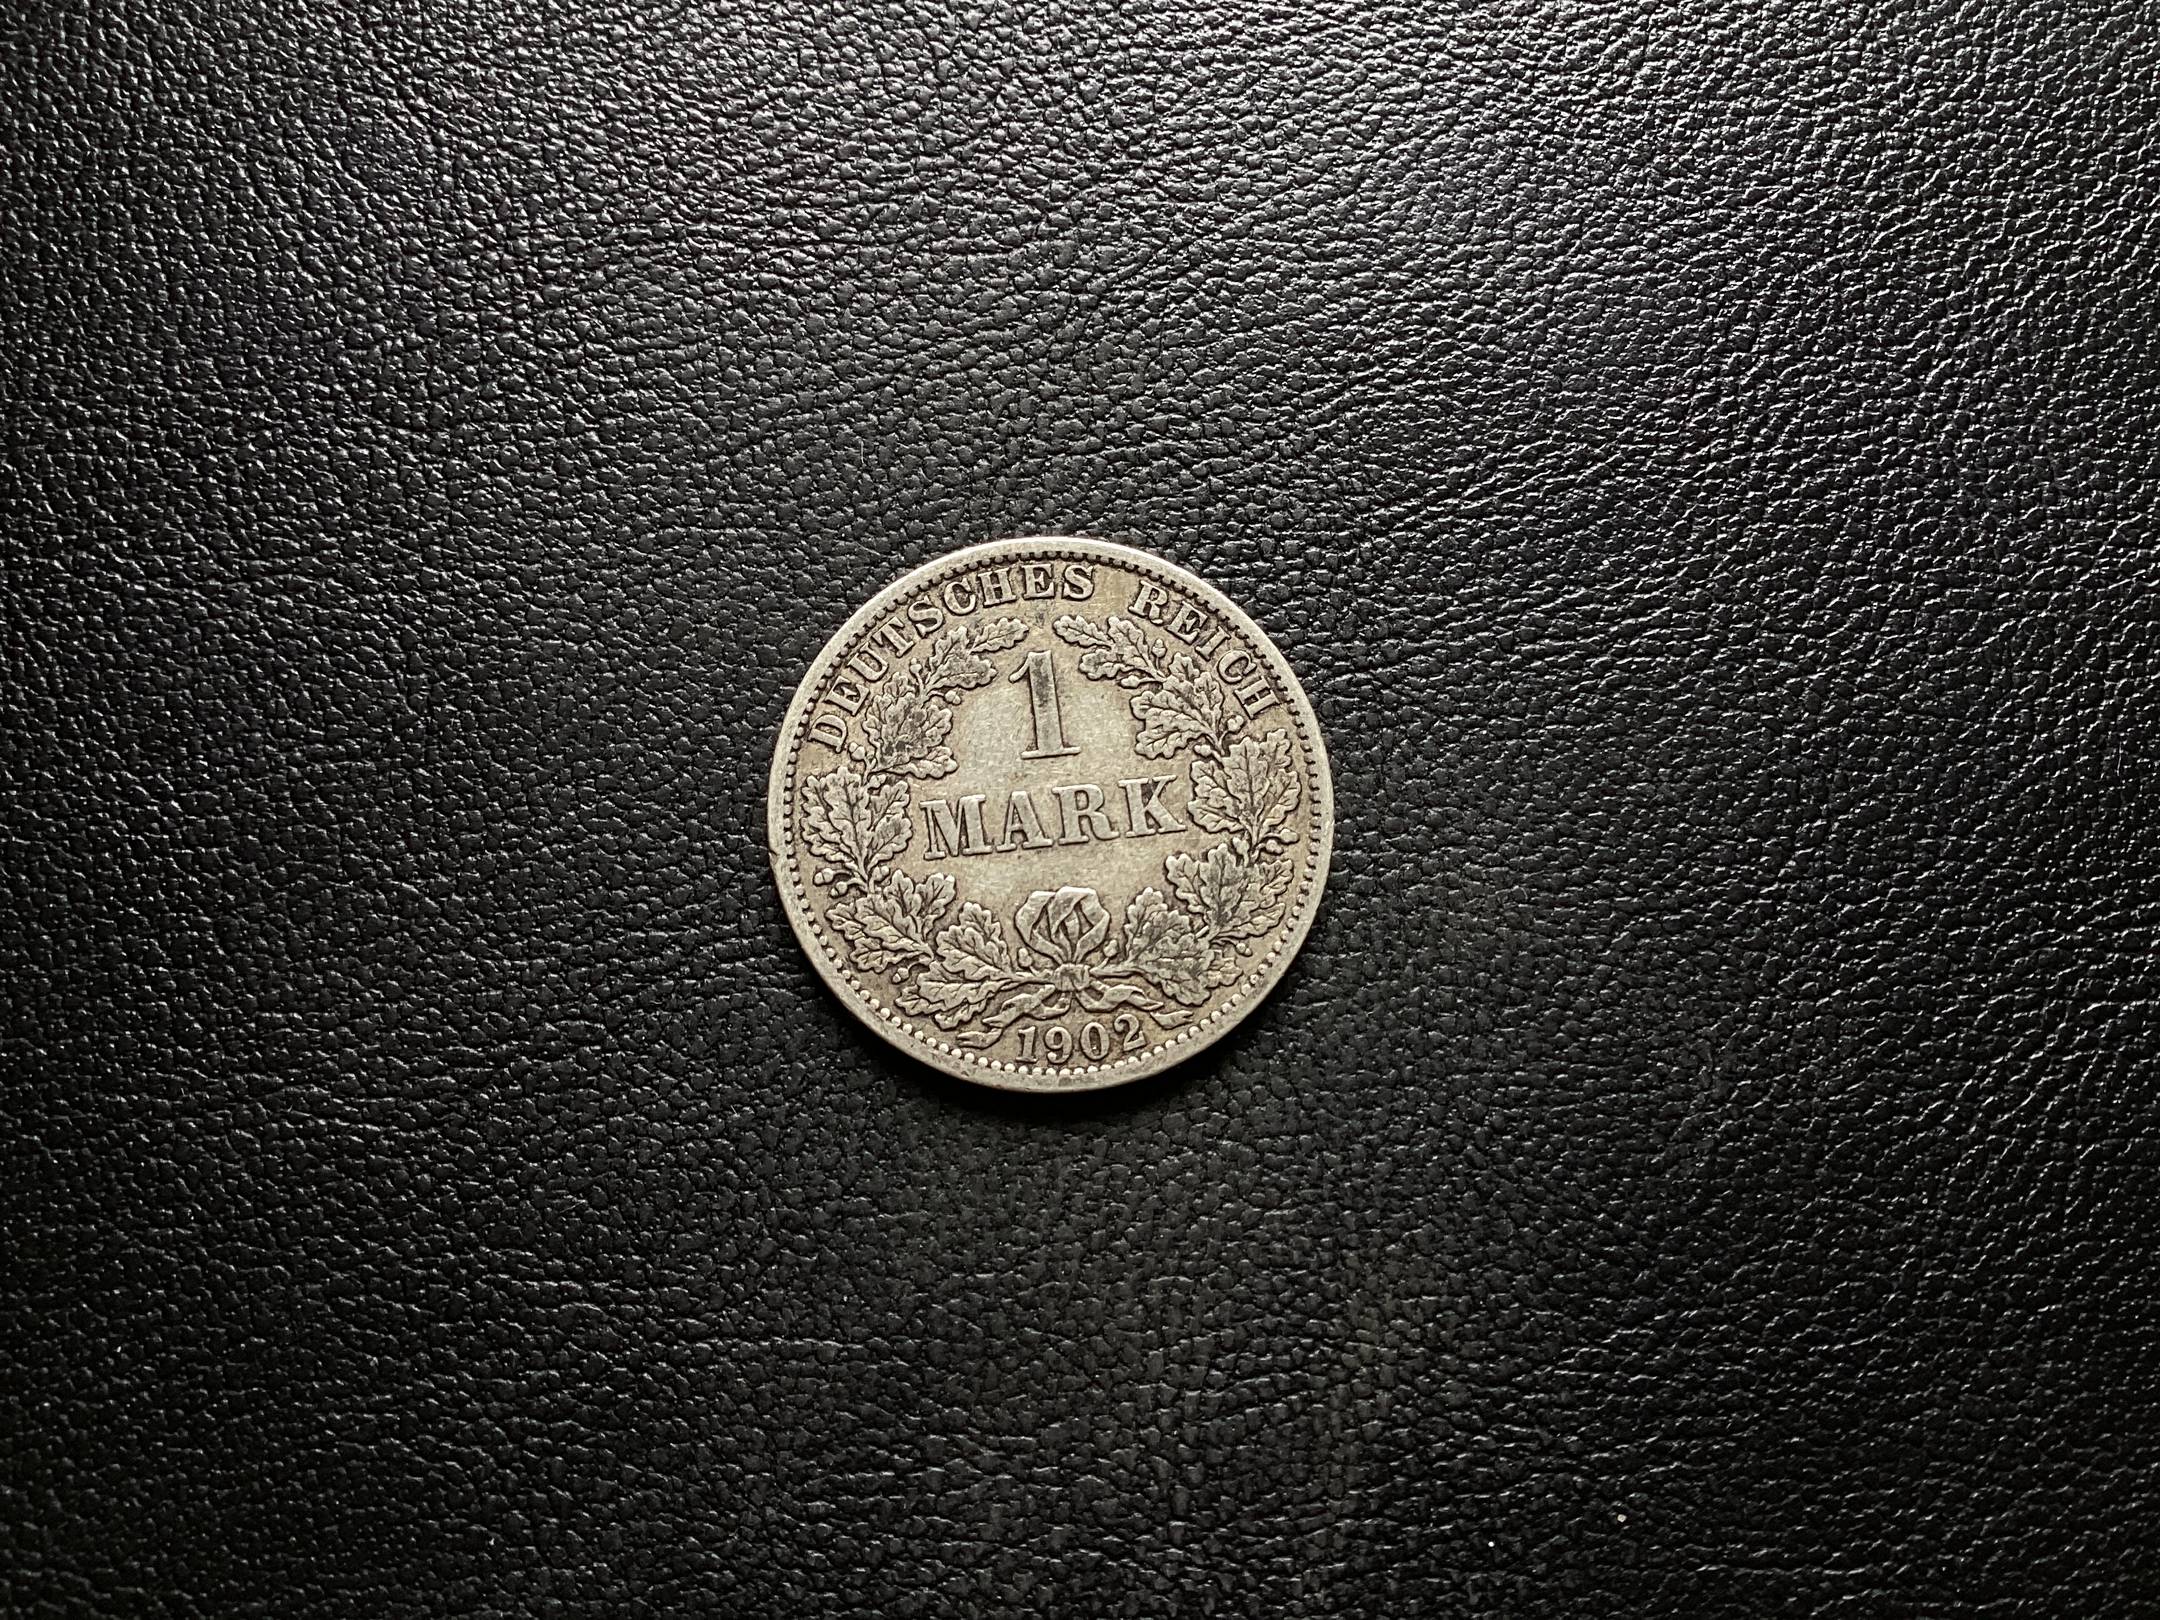 DEUTSCHES REICH
1
MARK
1902